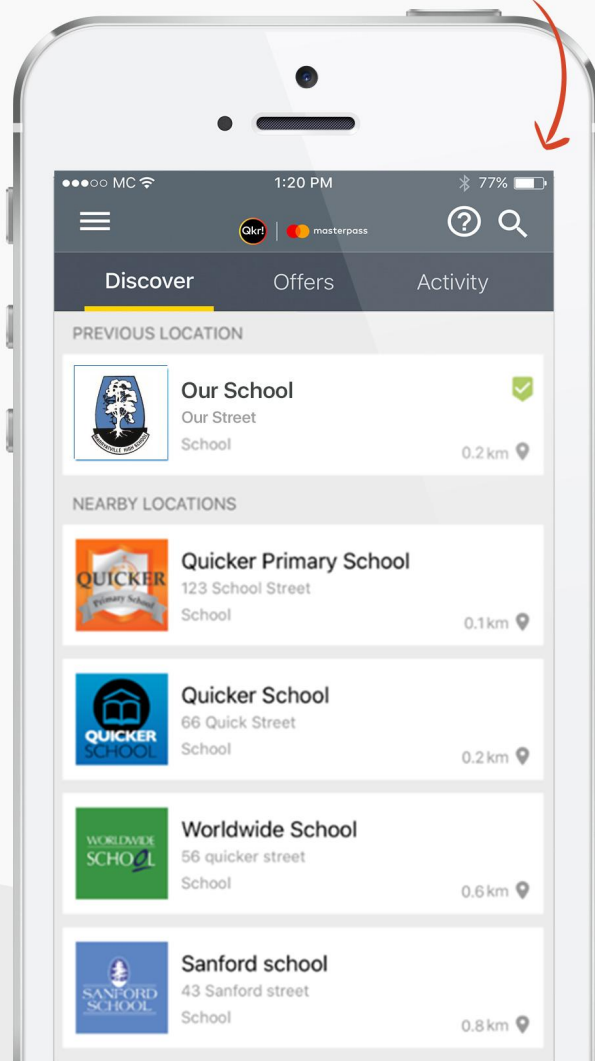 ●●●○○ MC 1:20 PM 77%
Qkr! | masterpass
Discover Offers Activity
PREVIOUS LOCATION
Our School
Our Street
School
0.2 km
NEARBY LOCATIONS
QUICKER
Primary School
Quicker Primary School
123 School Street
School
0.1 km
QUICKER
SCHOOL
Quicker School
66 Quick Street
School
0.2 km
WORLDWIDE
SCHOOL
Worldwide School
56 quicker street
School
0.6 km
SANFORD
SCHOOL
Sanford school
43 Sanford street
School
0.8 km